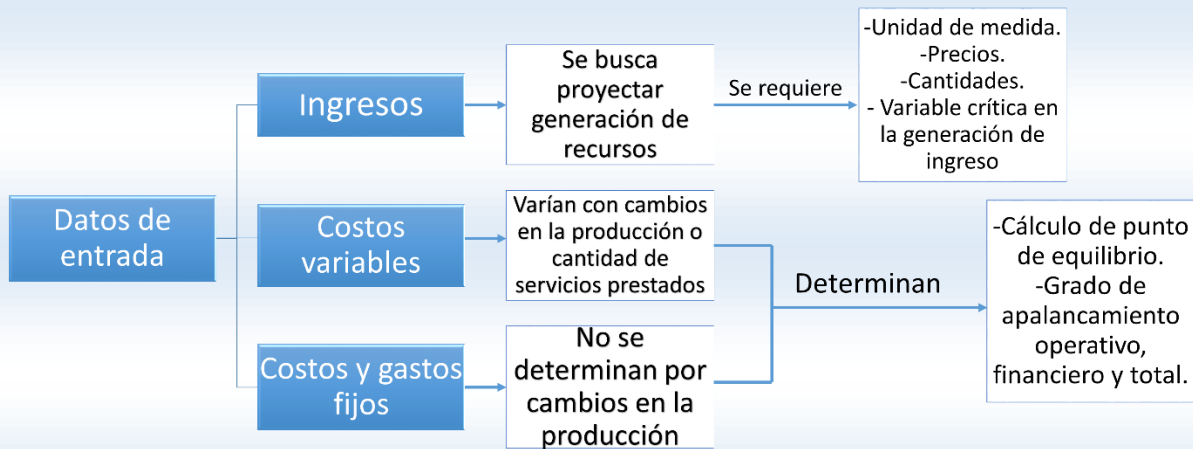 Datos de
entrada
Ingresos
Se busca
proyectar
generación de
recursos
Se requiere
-Unidad de medida.
-Precios.
-Cantidades.
- Variable crítica en
la generación de
ingreso
Costos
variables
Varían con cambios
en la producción o
cantidad de
servicios prestados
Costos y gastos
fijos
No se
determinan por
cambios en la
producción
Determinan
-Cálculo de punto
de equilibrio.
-Grado de
apalancamiento
operativo,
financiero y total.